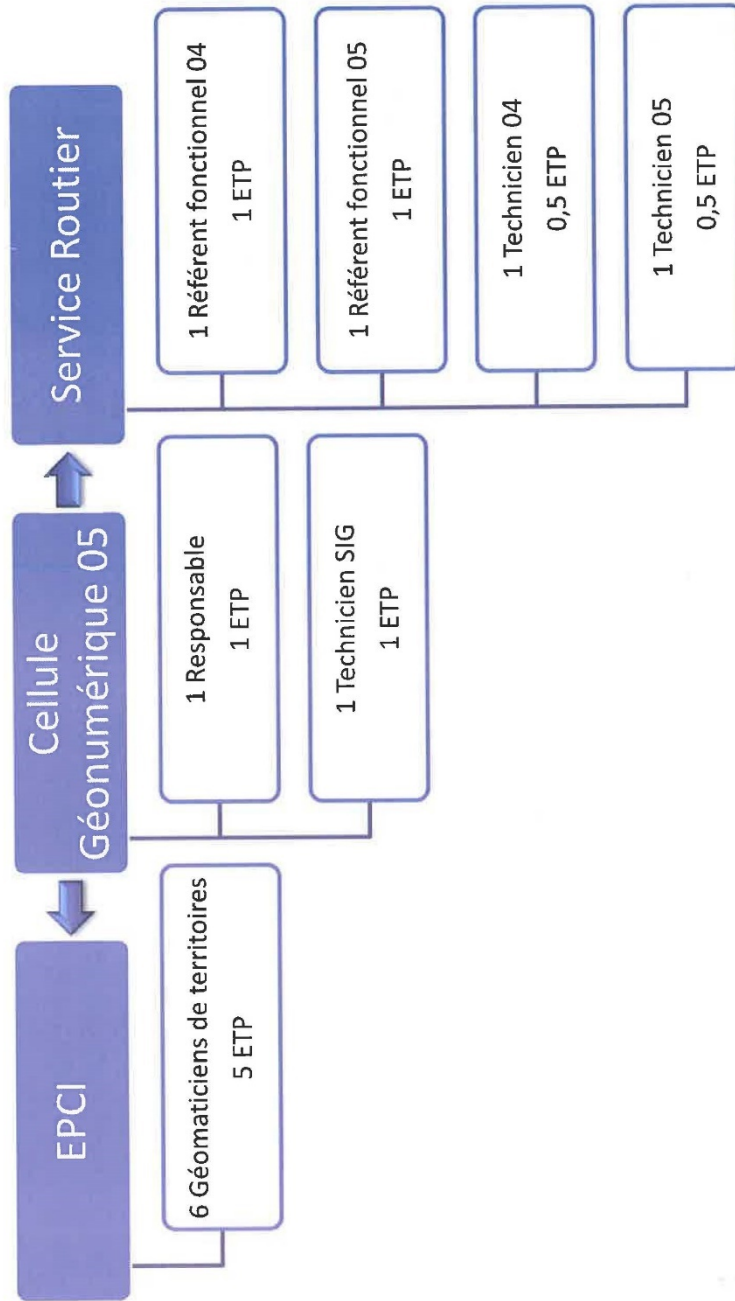 EPCI
6 Géomaticiens de territoires
5 ETP
Cellule
Géonumérique 05
1 Responsable
1 ETP
1 Technicien SIG
1 ETP
Service Routier
1 Référent fonctionnel 04
1 ETP
1 Référent fonctionnel 05
1 ETP
1 Technicien 04
0,5 ETP
1 Technicien 05
0,5 ETP